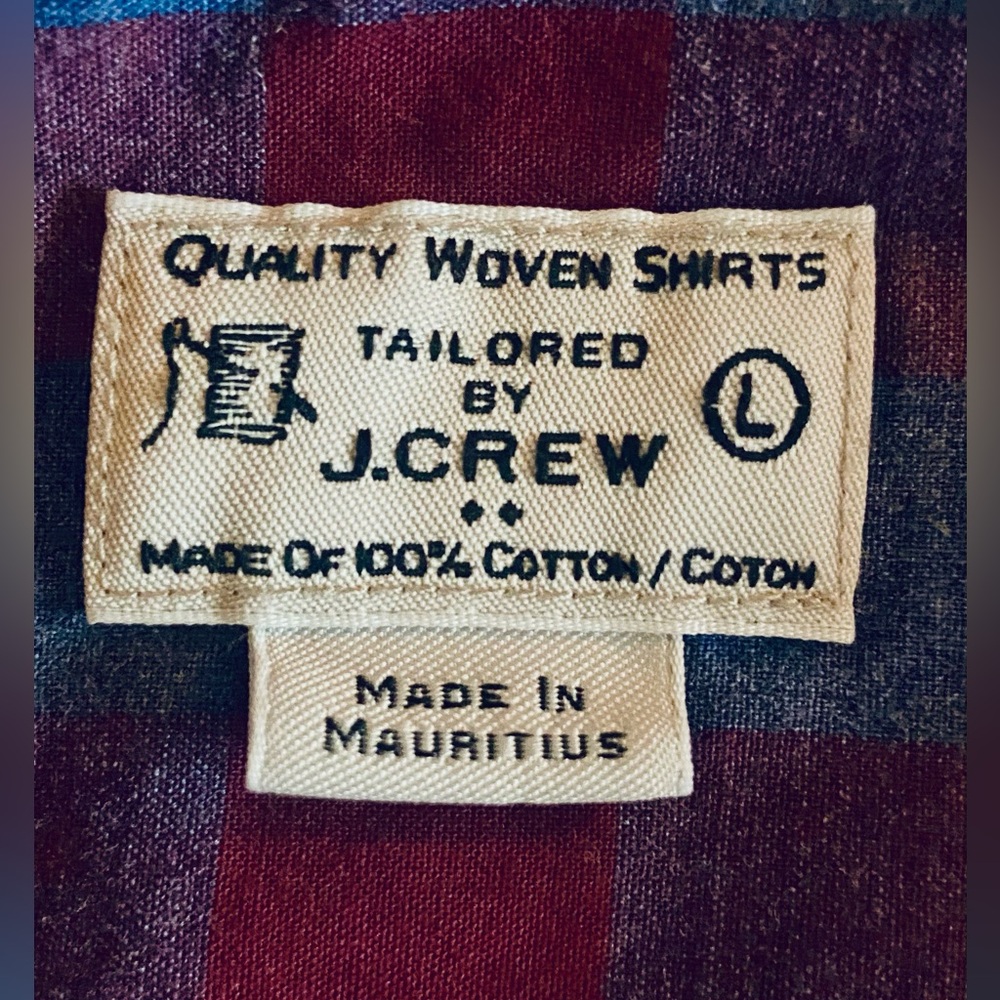 QUALITY WOVEN SHIRTS
TAILORED
BY
J.CREW
L
MADE OF 100% COTTON / COTON
MADE IN
MAURITIUS